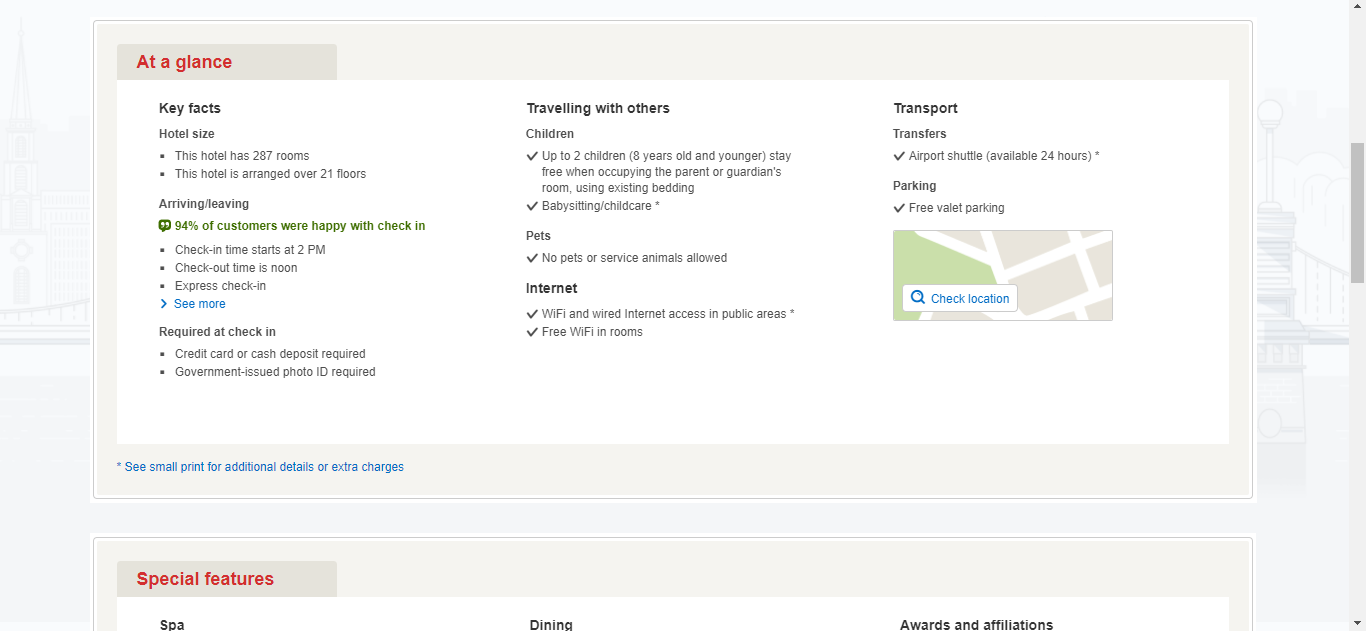 At a glance
Key facts
Hotel size
This hotel has 287 rooms
This hotel is arranged over 21 floors
Arriving/leaving
94% of customers were happy with check in
Check-in time starts at 2 PM
Check-out time is noon
Express check-in
See more
Required at check in
Credit card or cash deposit required
Government-issued photo ID required
Travelling with others
Children
Up to 2 children (8 years old and younger) stay
free when occupying the parent or guardian's
room, using existing bedding
Babysitting/childcare *
Pets
No pets or service animals allowed
Internet
WiFi and wired Internet access in public areas *
Free WiFi in rooms
Transport
Transfers
Airport shuttle (available 24 hours) *
Parking
Free valet parking
Check location
* See small print for additional details or extra charges
Special features
Spa
Dining
Awards and affiliations